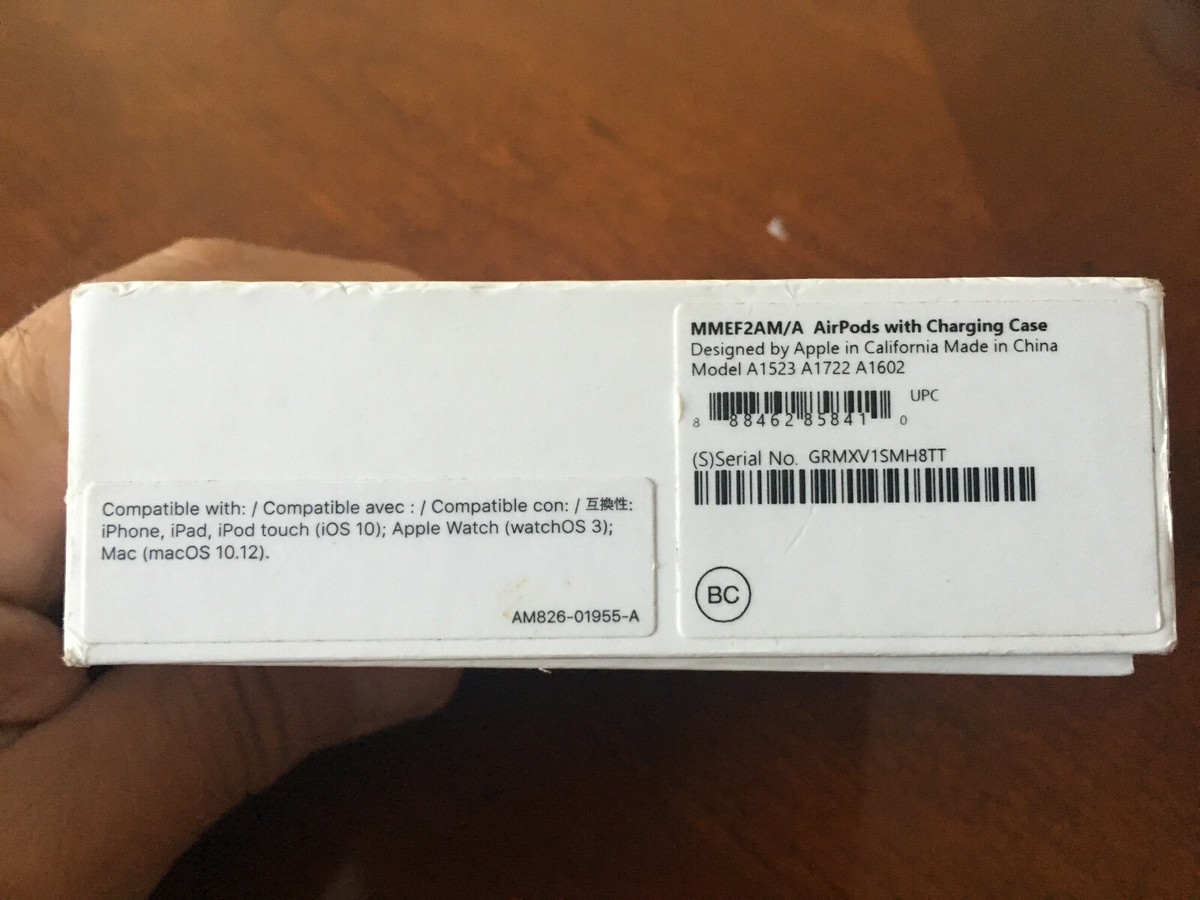 MMEF2AM/A AirPods with Charging Case
Designed by Apple in California Made in China
Model A1523 A1722 A1602
UPC
8 88462 85841 0
(S)Serial No. GRMXV1SMH8TT
BC
Compatible with: / Compatible avec : / Compatible con: / 互換性:
iPhone, iPad, iPod touch (iOS 10); Apple Watch (watchOS 3);
Mac (macOS 10.12).
AM826-01955-A